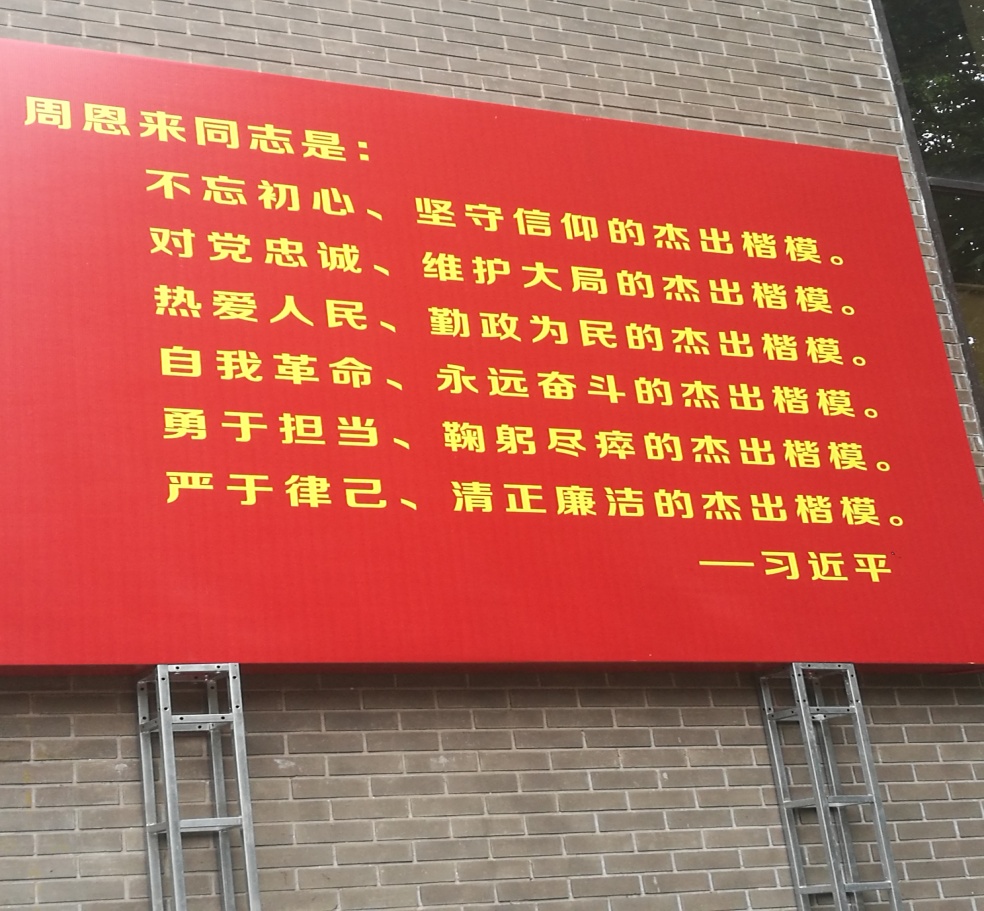 周恩来同志是：
不忘初心、坚守信仰的杰出楷模。
对党忠诚、维护大局的杰出楷模。
热爱人民、勤政为民的杰出楷模。
自我革命、永远奋斗的杰出楷模。
勇于担当、鞠躬尽瘁的杰出楷模。
严于律己、清正廉洁的杰出楷模。
——习近平